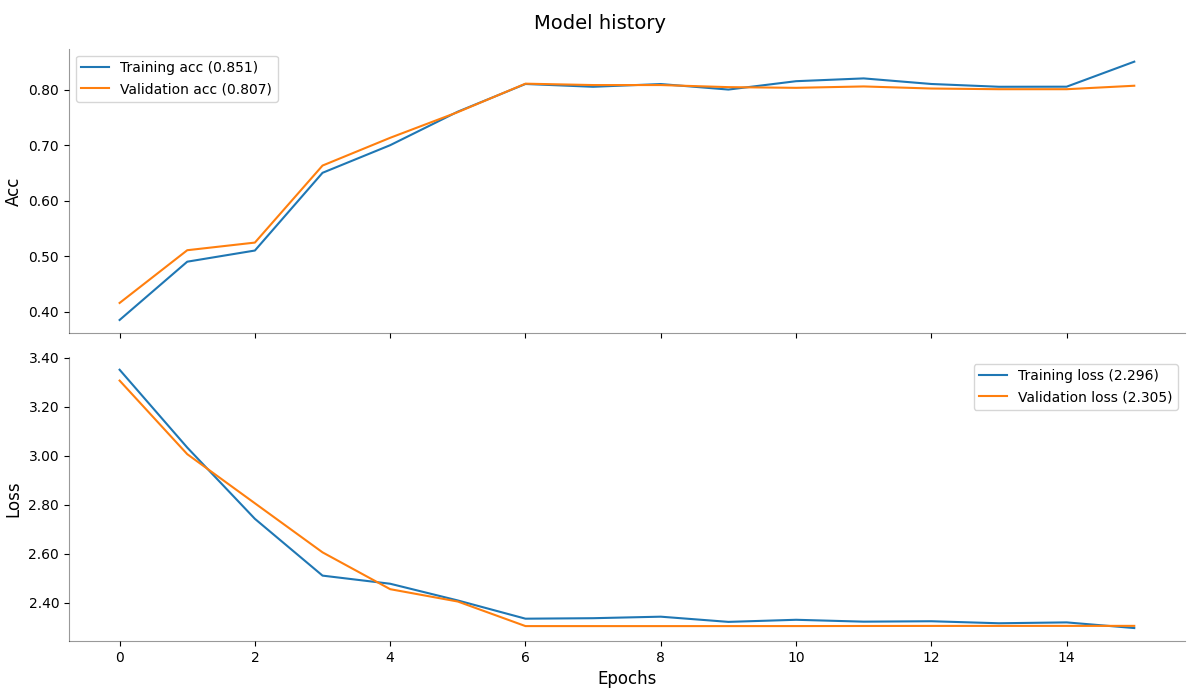 Model history
Training acc (0.851)
Validation acc (0.807)
0.80
0.70
0.60
0.50
0.40
Acc
3.40
3.20
3.00
2.80
2.60
2.40
Loss
Training loss (2.296)
Validation loss (2.305)
0 2 4 6 8 10 12 14
Epochs